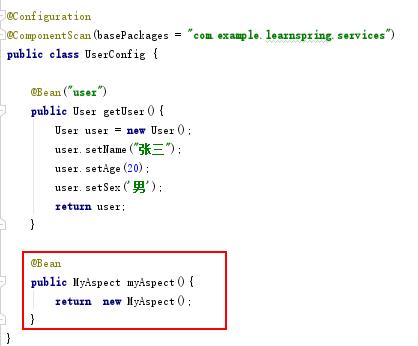 @Configuration
@ComponentScan(basePackages = "com.example.learnspring.services")
public class UserConfig {
@Bean("user")
public User getUser(){
User user = new User();
user.setName("张三");
user.setAge(20);
user.setSex('男');
return user;
}
@Bean
public MyAspect myAspect(){
return new MyAspect();
}
}